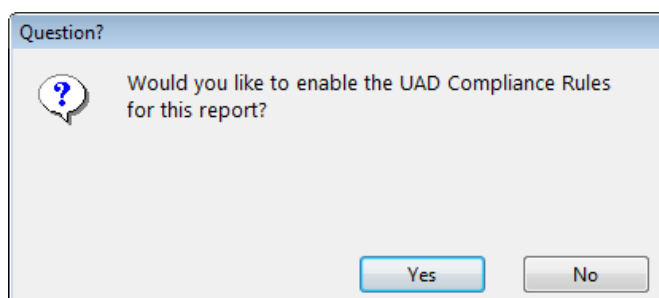 Question?
Would you like to enable the UAD Compliance Rules
for this report?
Yes
No